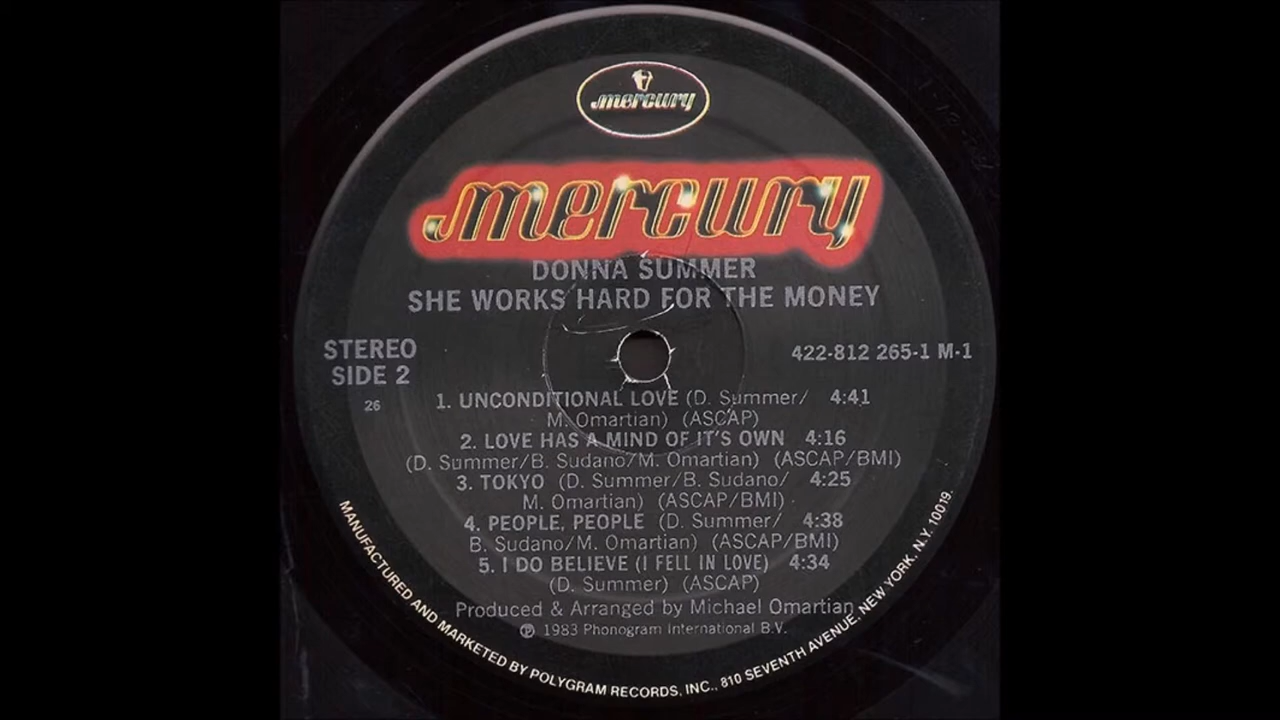 mercury
mercury
DONNA SUMMER
SHE WORKS HARD FOR THE MONEY
STEREO
SIDE 2
422-812 265-1 M-1
26
1. UNCONDITIONAL LOVE (D. Summer/ 4:41
M. Omartian) (ASCAP)
2. LOVE HAS A MIND OF IT'S OWN 4:16
(D. Summer/B. Sudano/M. Omartian) (ASCAP/BMI)
3. TOKYO (D. Summer/B. Sudano/ 4:25
M. Omartian) (ASCAP/BMI)
4. PEOPLE, PEOPLE (D. Summer/ 4:38
B. Sudano/M. Omartian) (ASCAP/BMI)
5. I DO BELIEVE (I FELL IN LOVE) 4:34
(D. Summer) (ASCAP)
Produced & Arranged by Michael Omartian
℗ 1983 Phonogram International B.V.
MANUFACTURED AND MARKETED BY POLYGRAM RECORDS, INC., 810 SEVENTH AVENUE, NEW YORK, N.Y. 10019.